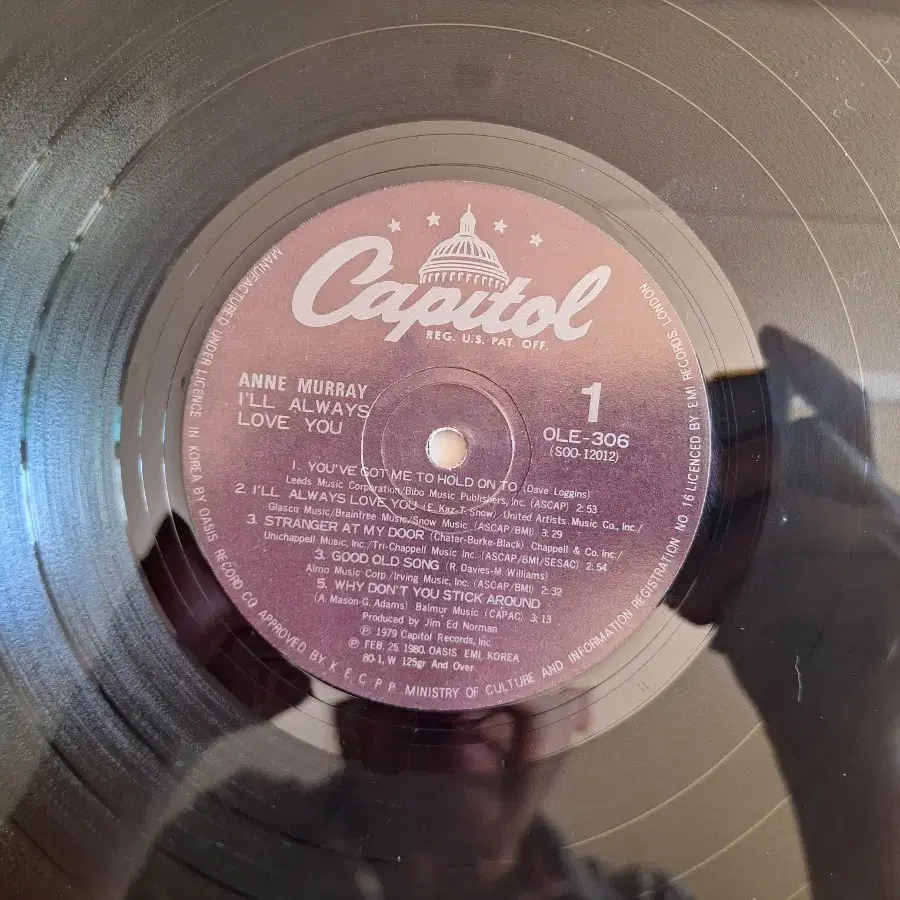 Capitol
REG. U.S. PAT. OFF.
ANNE MURRAY
I'LL ALWAYS
LOVE YOU
1
OLE-306
(SOO-12012)
1. YOU'VE GOT ME TO HOLD ON TO (Dave Loggins)
Leeds Music Corporation/Bibo Music Publishers, Inc. (ASCAP) 2:53
2. I'LL ALWAYS LOVE YOU (E. Kaz-T. Snow) United Artists Music Co., Inc./
Glasco Music/Braintree Music/Snow Music (ASCAP/BMI) 3:29
3. STRANGER AT MY DOOR (Chater-Burke-Black) Chappell & Co. Inc./
Unichappell Music, Inc./Tri-Chappell Music Inc. (ASCAP/BMI/SESAC) 2:54
3. GOOD OLD SONG (R. Davies-M. Williams)
Almo Music Corp/Irving Music, Inc. (ASCAP/BMI) 2:32
5. WHY DON'T YOU STICK AROUND
(A. Mason-G. Adams) Balmur Music (CAPAC) 3:13
Produced by Jim Ed Norman
℗ 1979 Capitol Records, Inc.
℗ FEB. 25. 1980. OASIS EMI. KOREA
80-1, W 125gr And Over
MANUFACTURED UNDER LICENCE IN KOREA BY OASIS RECORD CO APPROVED BY K. E. C. P. P. MINISTRY OF CULTURE AND INFORMATION REGISTRATION NO. 16 LICENCED BY EMI RECORDS LONDON